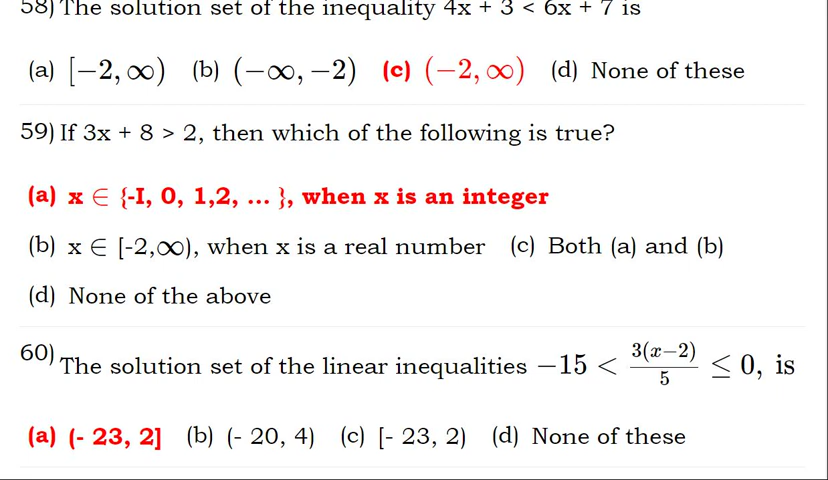 58) The solution set of the inequality 4x + 3 < 6x + 7 is
(a) [−2, ∞) (b) (−∞, −2) (c) (−2, ∞) (d) None of these
59) If 3x + 8 > 2, then which of the following is true?
(a) x ∈ {-I, 0, 1,2, ... }, when x is an integer
(b) x ∈ [-2,∞), when x is a real number (c) Both (a) and (b)
(d) None of the above
60) The solution set of the linear inequalities −15 < 3(x−2)/5 ≤ 0, is
(a) (- 23, 2] (b) (- 20, 4) (c) [- 23, 2) (d) None of these